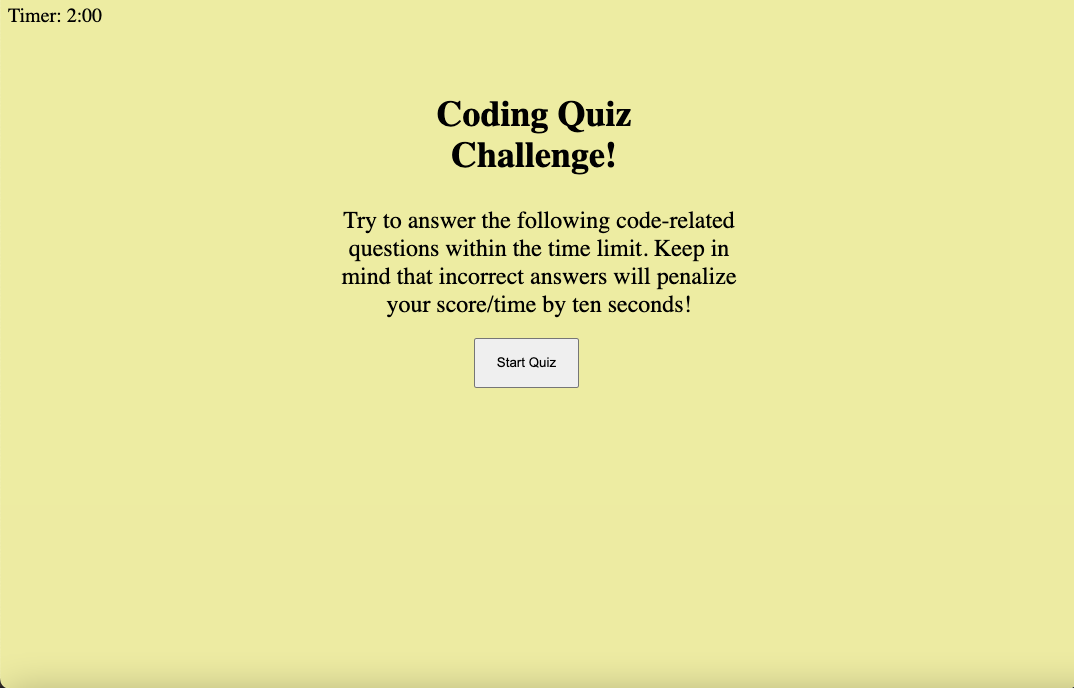 Timer: 2:00
Coding Quiz
Challenge!
Try to answer the following code-related
questions within the time limit. Keep in
mind that incorrect answers will penalize
your score/time by ten seconds!
Start Quiz